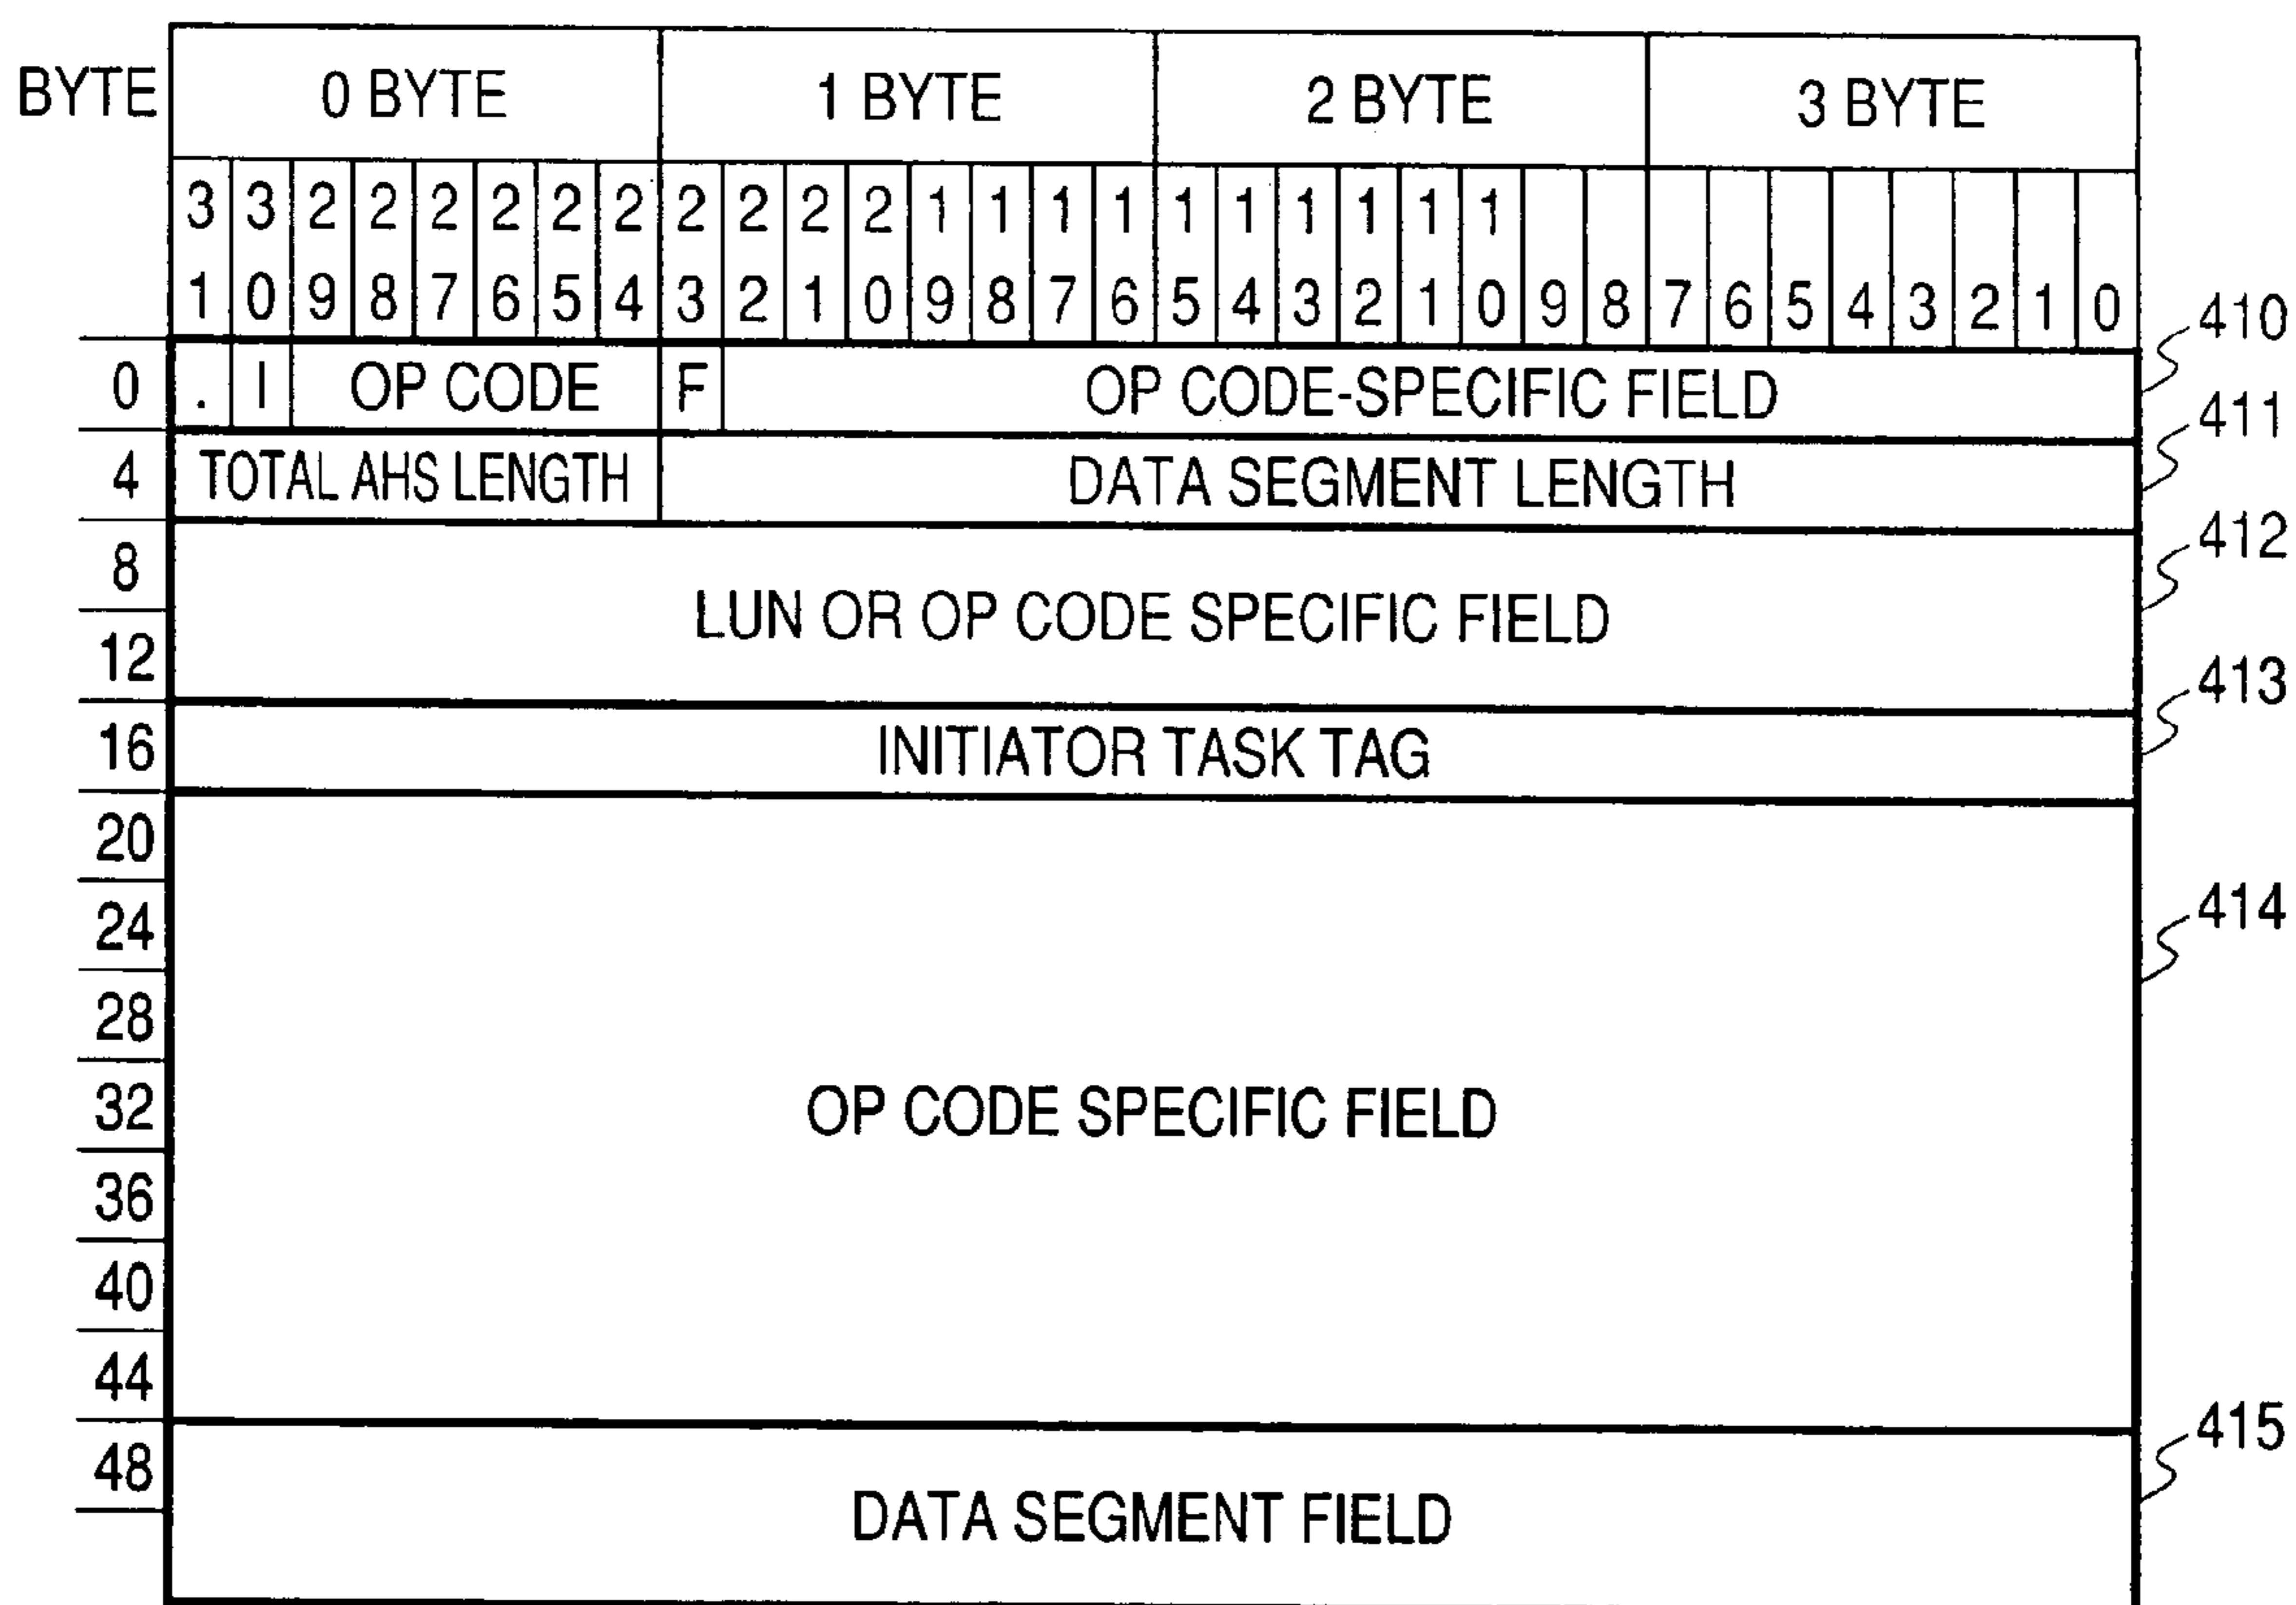 BYTE 0 BYTE 1 BYTE 2 BYTE 3 BYTE
3 3 2 2 2 2 2 2 2 2 2 2 1 1 1 1 1 1 1 1 1 1
1 0 9 8 7 6 5 4 3 2 1 0 9 8 7 6 5 4 3 2 1 0 9 8 7 6 5 4 3 2 1 0
410
0 . I OP CODE F OP CODE-SPECIFIC FIELD
411
4 TOTAL AHS LENGTH DATA SEGMENT LENGTH
412
8
LUN OR OP CODE SPECIFIC FIELD
12
413
16 INITIATOR TASK TAG
20
24
414
28
32 OP CODE SPECIFIC FIELD
36
40
44
415
48
DATA SEGMENT FIELD